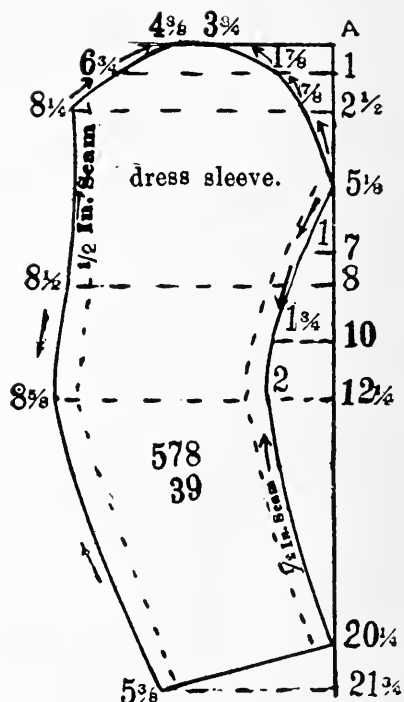 4⅜ 3¾ A
6¾ 1⅞ 1
8¼ ⅞ 2½
dress sleeve. 5⅛
½ In. Seam
1 7
8½ 8
1¾ 10
8⅝ 2 12¼
578
39
½ In. Seam
20¼
5⅜ 21¾